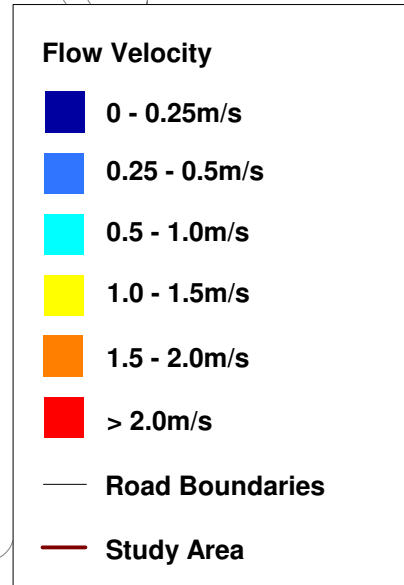 Flow Velocity
0 - 0.25m/s
0.25 - 0.5m/s
0.5 - 1.0m/s
1.0 - 1.5m/s
1.5 - 2.0m/s
> 2.0m/s
Road Boundaries
Study Area